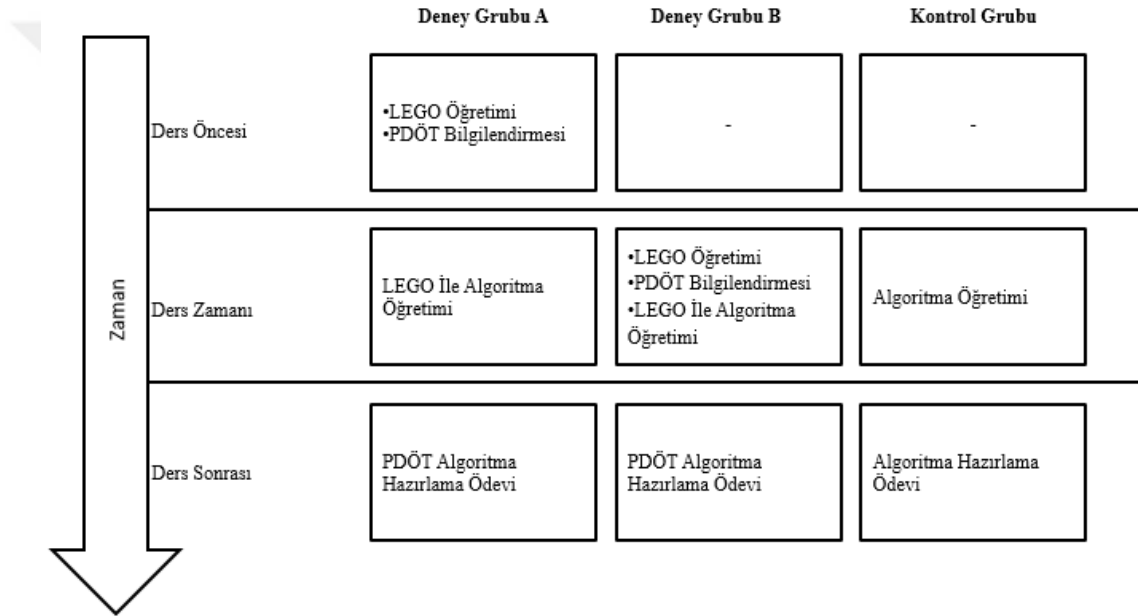 Deney Grubu A
Deney Grubu B
Kontrol Grubu
Zaman
Ders Öncesi
•LEGO Öğretimi
•PDÖT Bilgilendirmesi
-
-
Ders Zamanı
LEGO İle Algoritma
Öğretimi
•LEGO Öğretimi
•PDÖT Bilgilendirmesi
•LEGO İle Algoritma
Öğretimi
Algoritma Öğretimi
Ders Sonrası
PDÖT Algoritma
Hazırlama Ödevi
PDÖT Algoritma
Hazırlama Ödevi
Algoritma Hazırlama
Ödevi